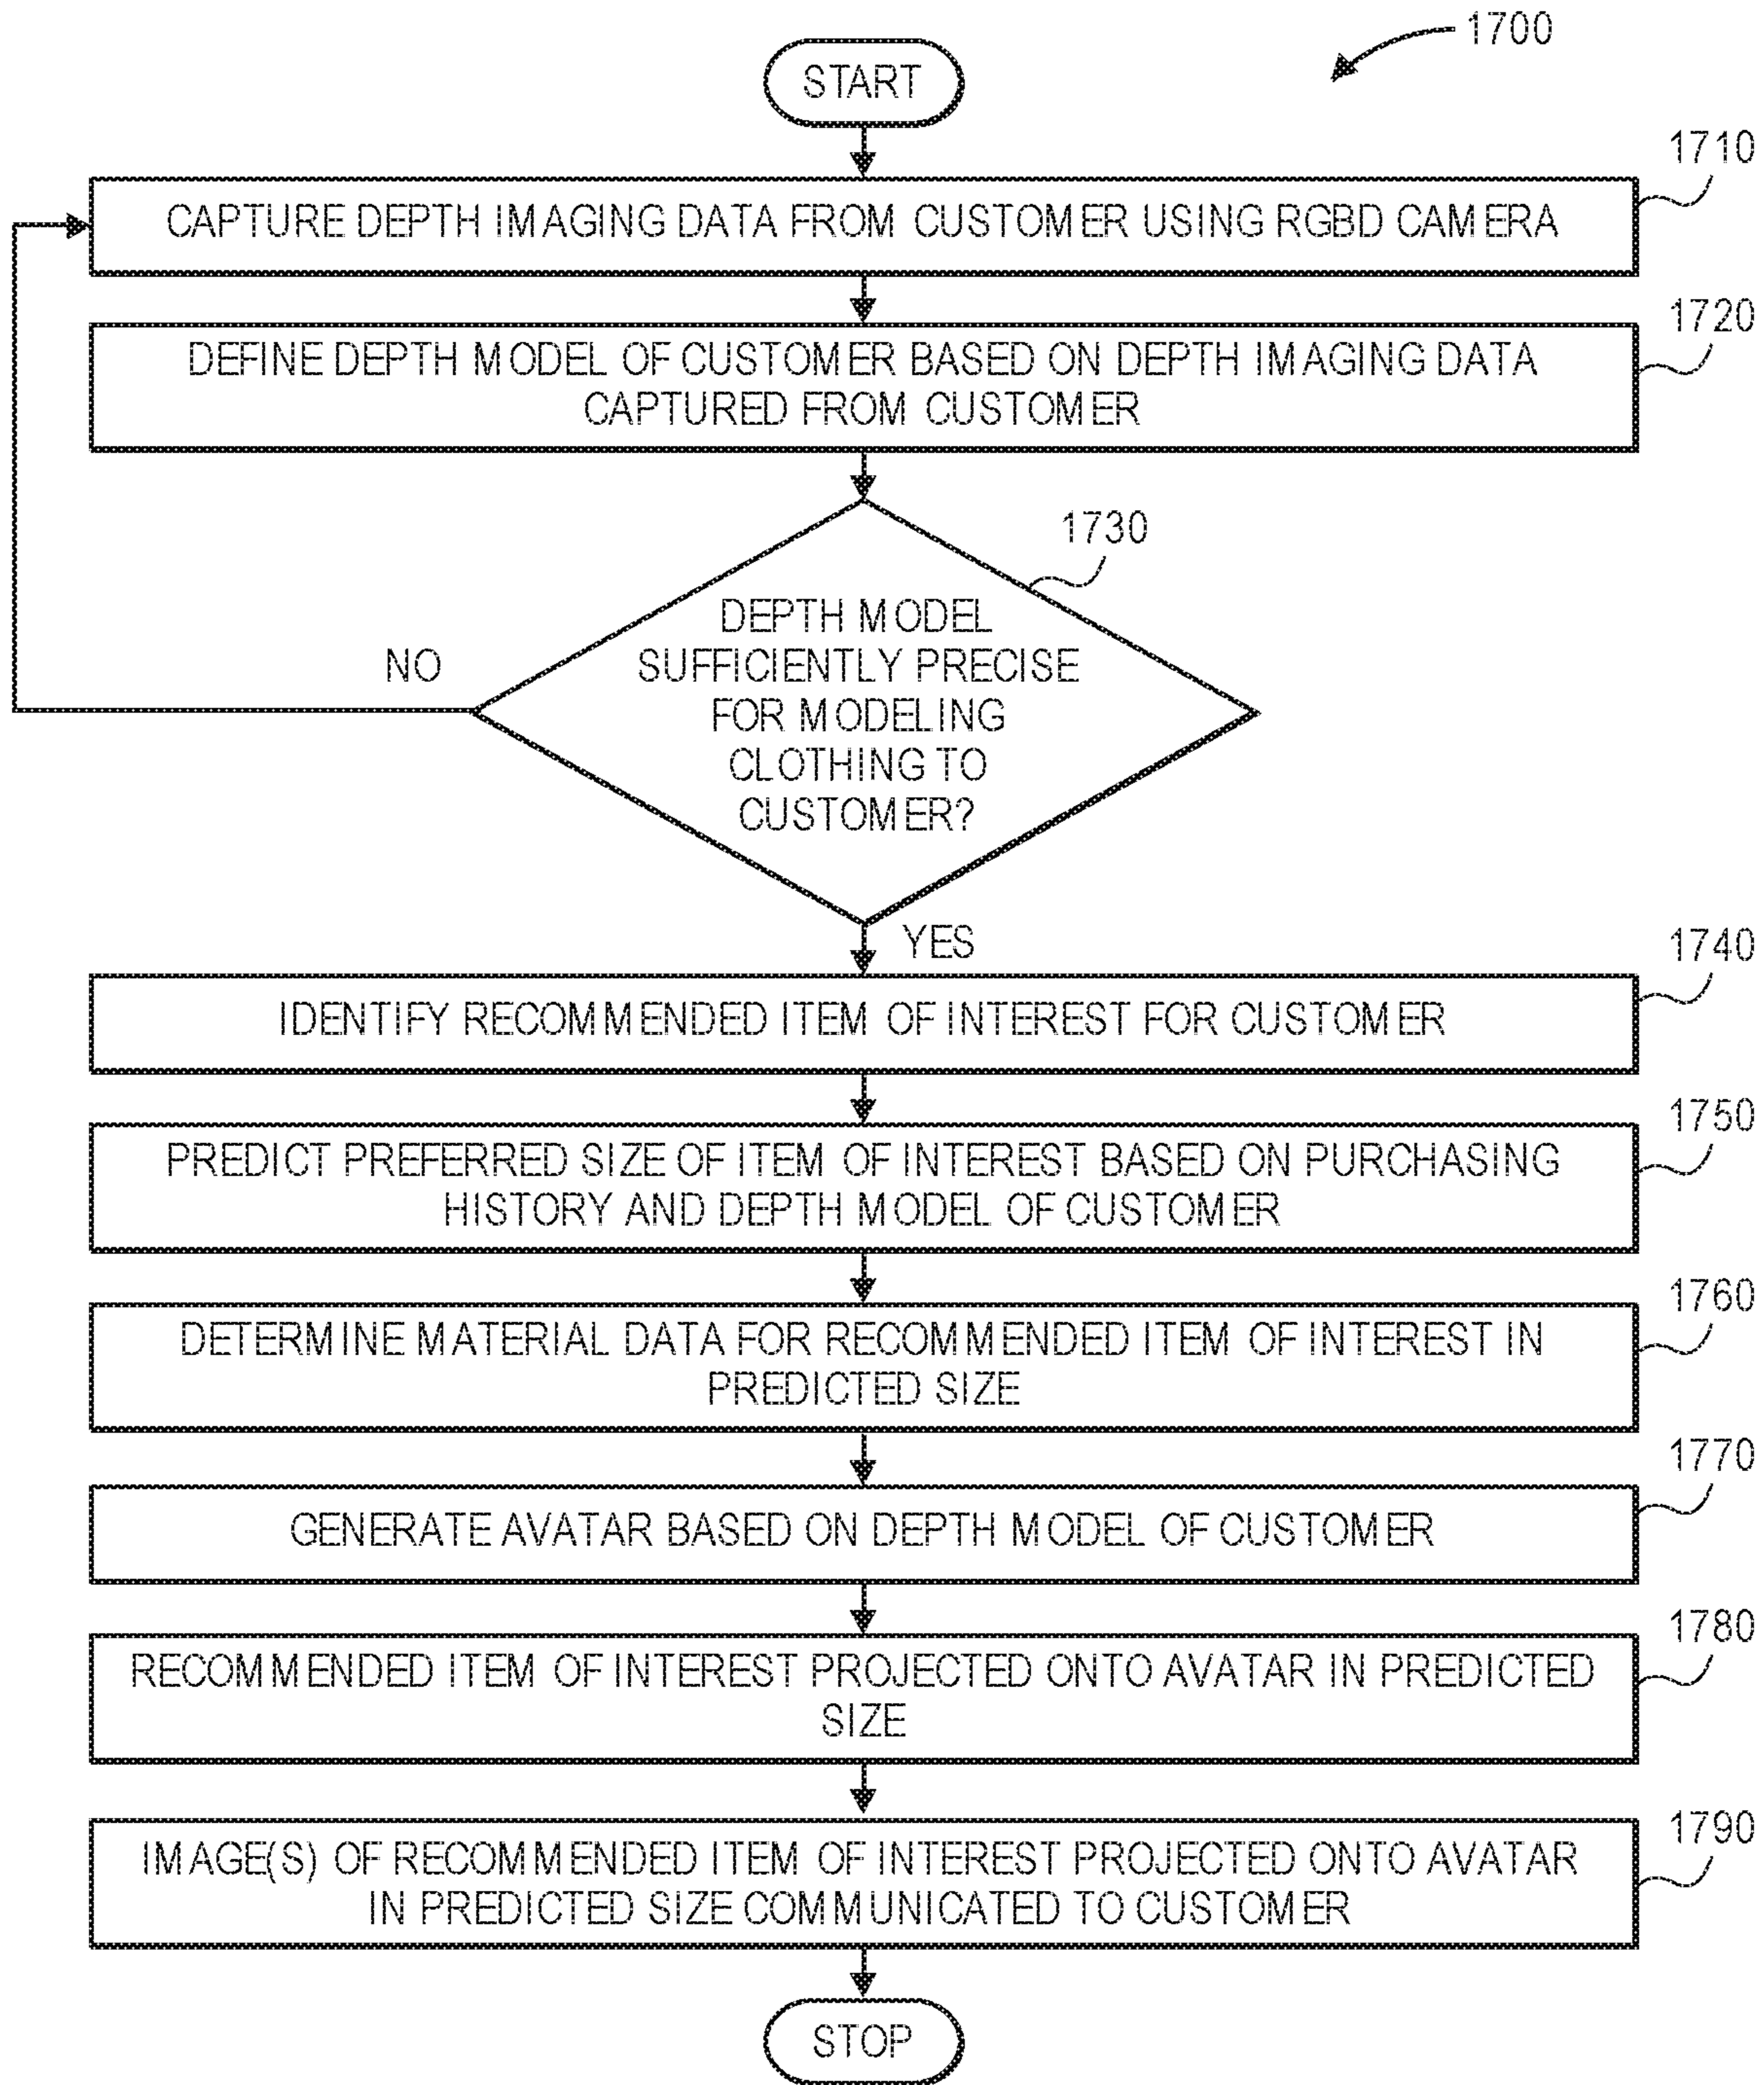 1700
START
1710
CAPTURE DEPTH IMAGING DATA FROM CUSTOMER USING RGBD CAMERA
1720
DEFINE DEPTH MODEL OF CUSTOMER BASED ON DEPTH IMAGING DATA
CAPTURED FROM CUSTOMER
1730
DEPTH MODEL
SUFFICIENTLY PRECISE
FOR MODELING
CLOTHING TO
CUSTOMER?
NO
YES
1740
IDENTIFY RECOMMENDED ITEM OF INTEREST FOR CUSTOMER
1750
PREDICT PREFERRED SIZE OF ITEM OF INTEREST BASED ON PURCHASING
HISTORY AND DEPTH MODEL OF CUSTOMER
1760
DETERMINE MATERIAL DATA FOR RECOMMENDED ITEM OF INTEREST IN
PREDICTED SIZE
1770
GENERATE AVATAR BASED ON DEPTH MODEL OF CUSTOMER
1780
RECOMMENDED ITEM OF INTEREST PROJECTED ONTO AVATAR IN PREDICTED
SIZE
1790
IMAGE(S) OF RECOMMENDED ITEM OF INTEREST PROJECTED ONTO AVATAR
IN PREDICTED SIZE COMMUNICATED TO CUSTOMER
STOP